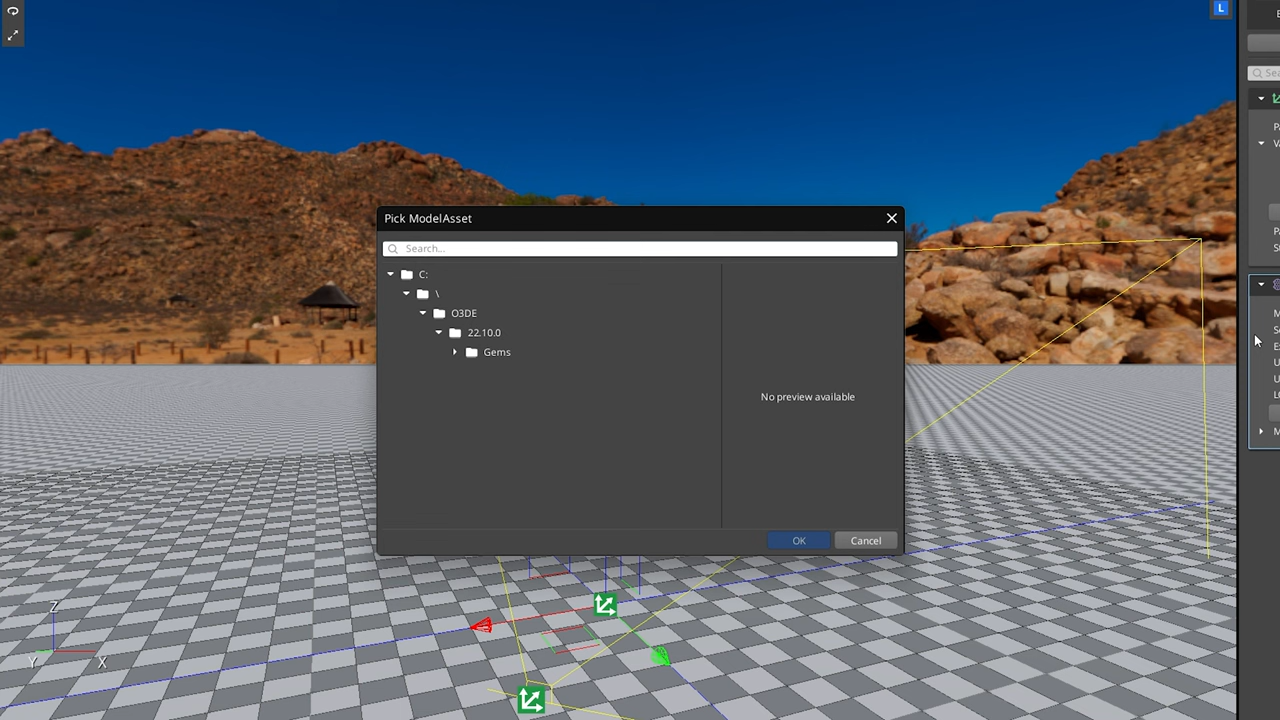 L
Pick ModelAsset
Search...
C:
\
O3DE
22.10.0
Gems
No preview available
OK
Cancel
Z
Y
X